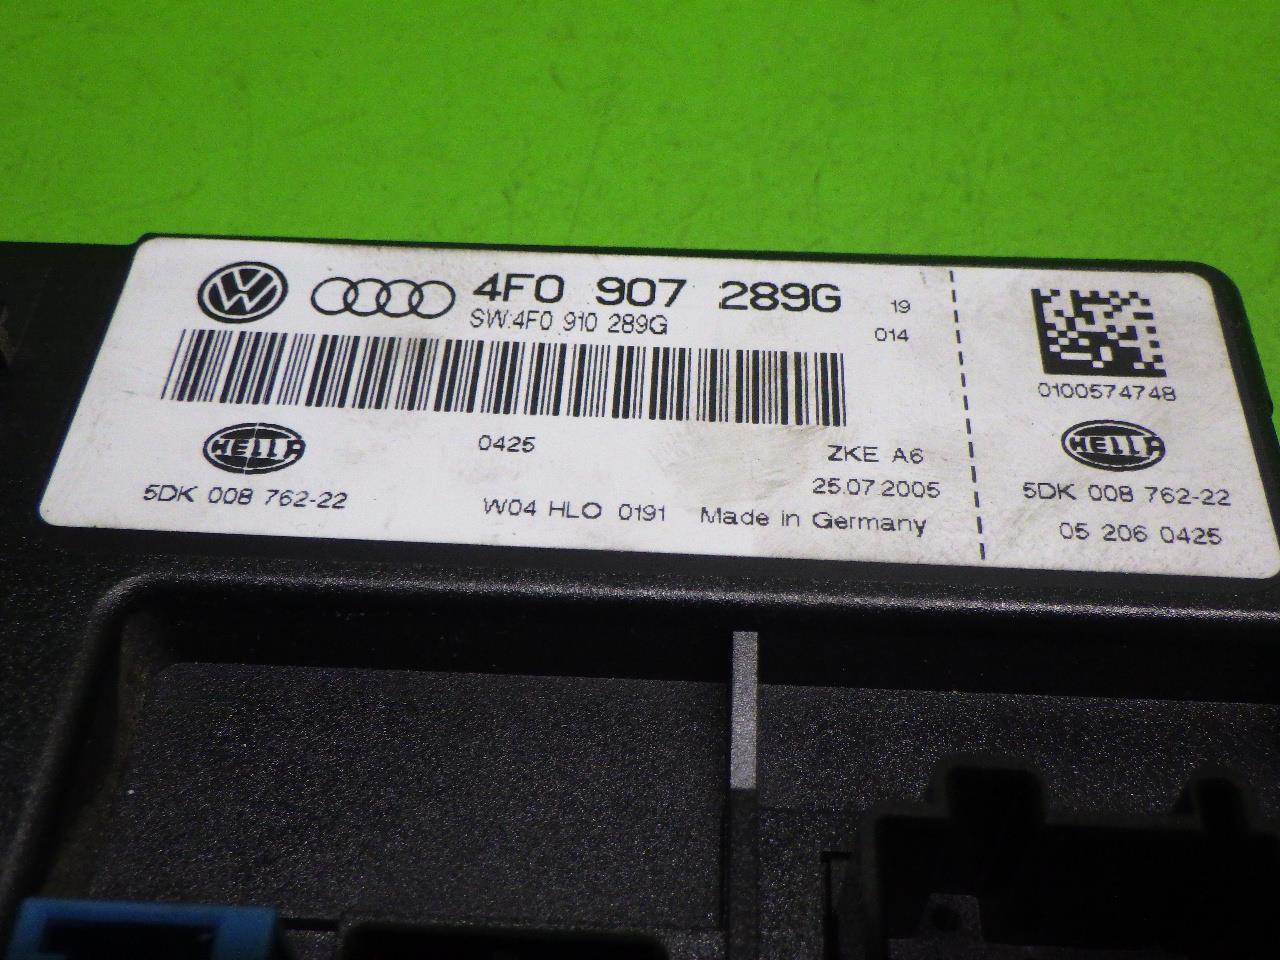 4F0 907 289G
SW:4F0 910 289G
19
014
0100574748
HELLA
0425
ZKE A6
HELLA
5DK 008 762-22
25.07.2005
5DK 008 762-22
W04 HLO 0191
Made in Germany
05 206 0425